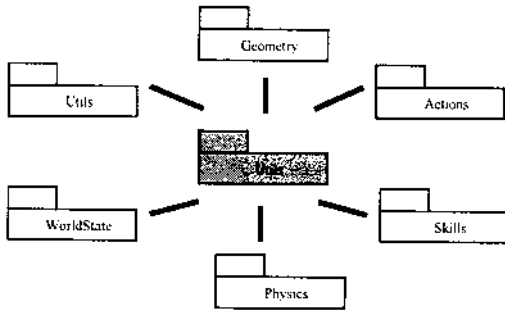 Geometry
Utils
Actions
WorldState
Skills
Physics